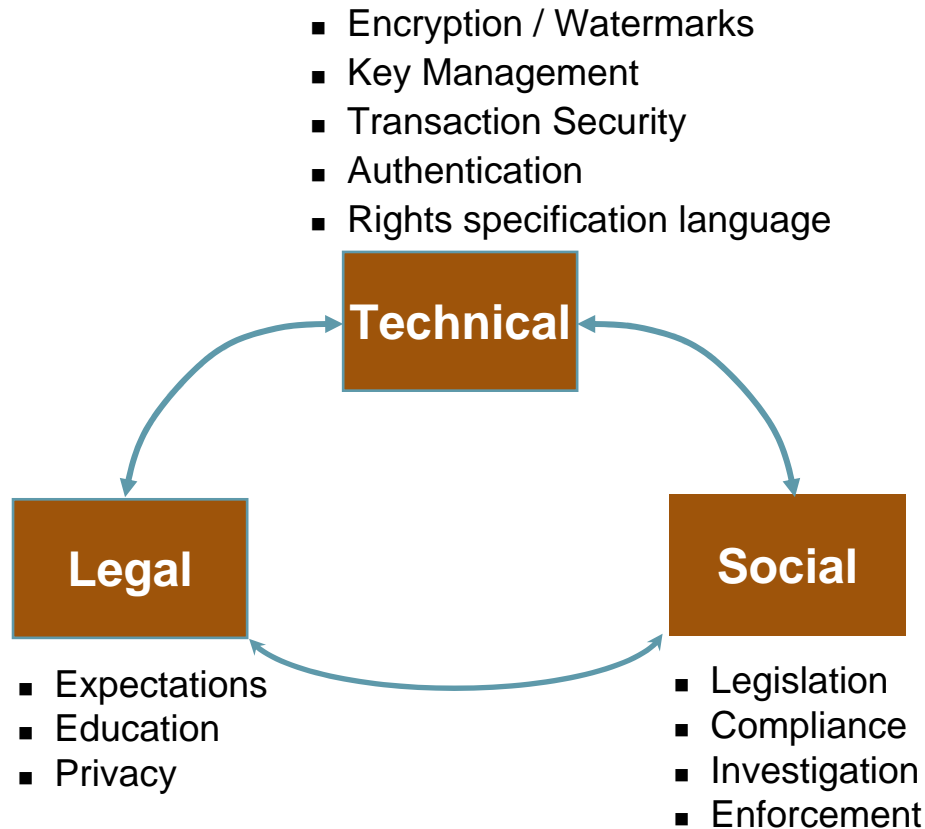 ▪ Encryption / Watermarks
▪ Key Management
▪ Transaction Security
▪ Authentication
▪ Rights specification language
Technical
Legal
Social
▪ Expectations
▪ Education
▪ Privacy
▪ Legislation
▪ Compliance
▪ Investigation
▪ Enforcement